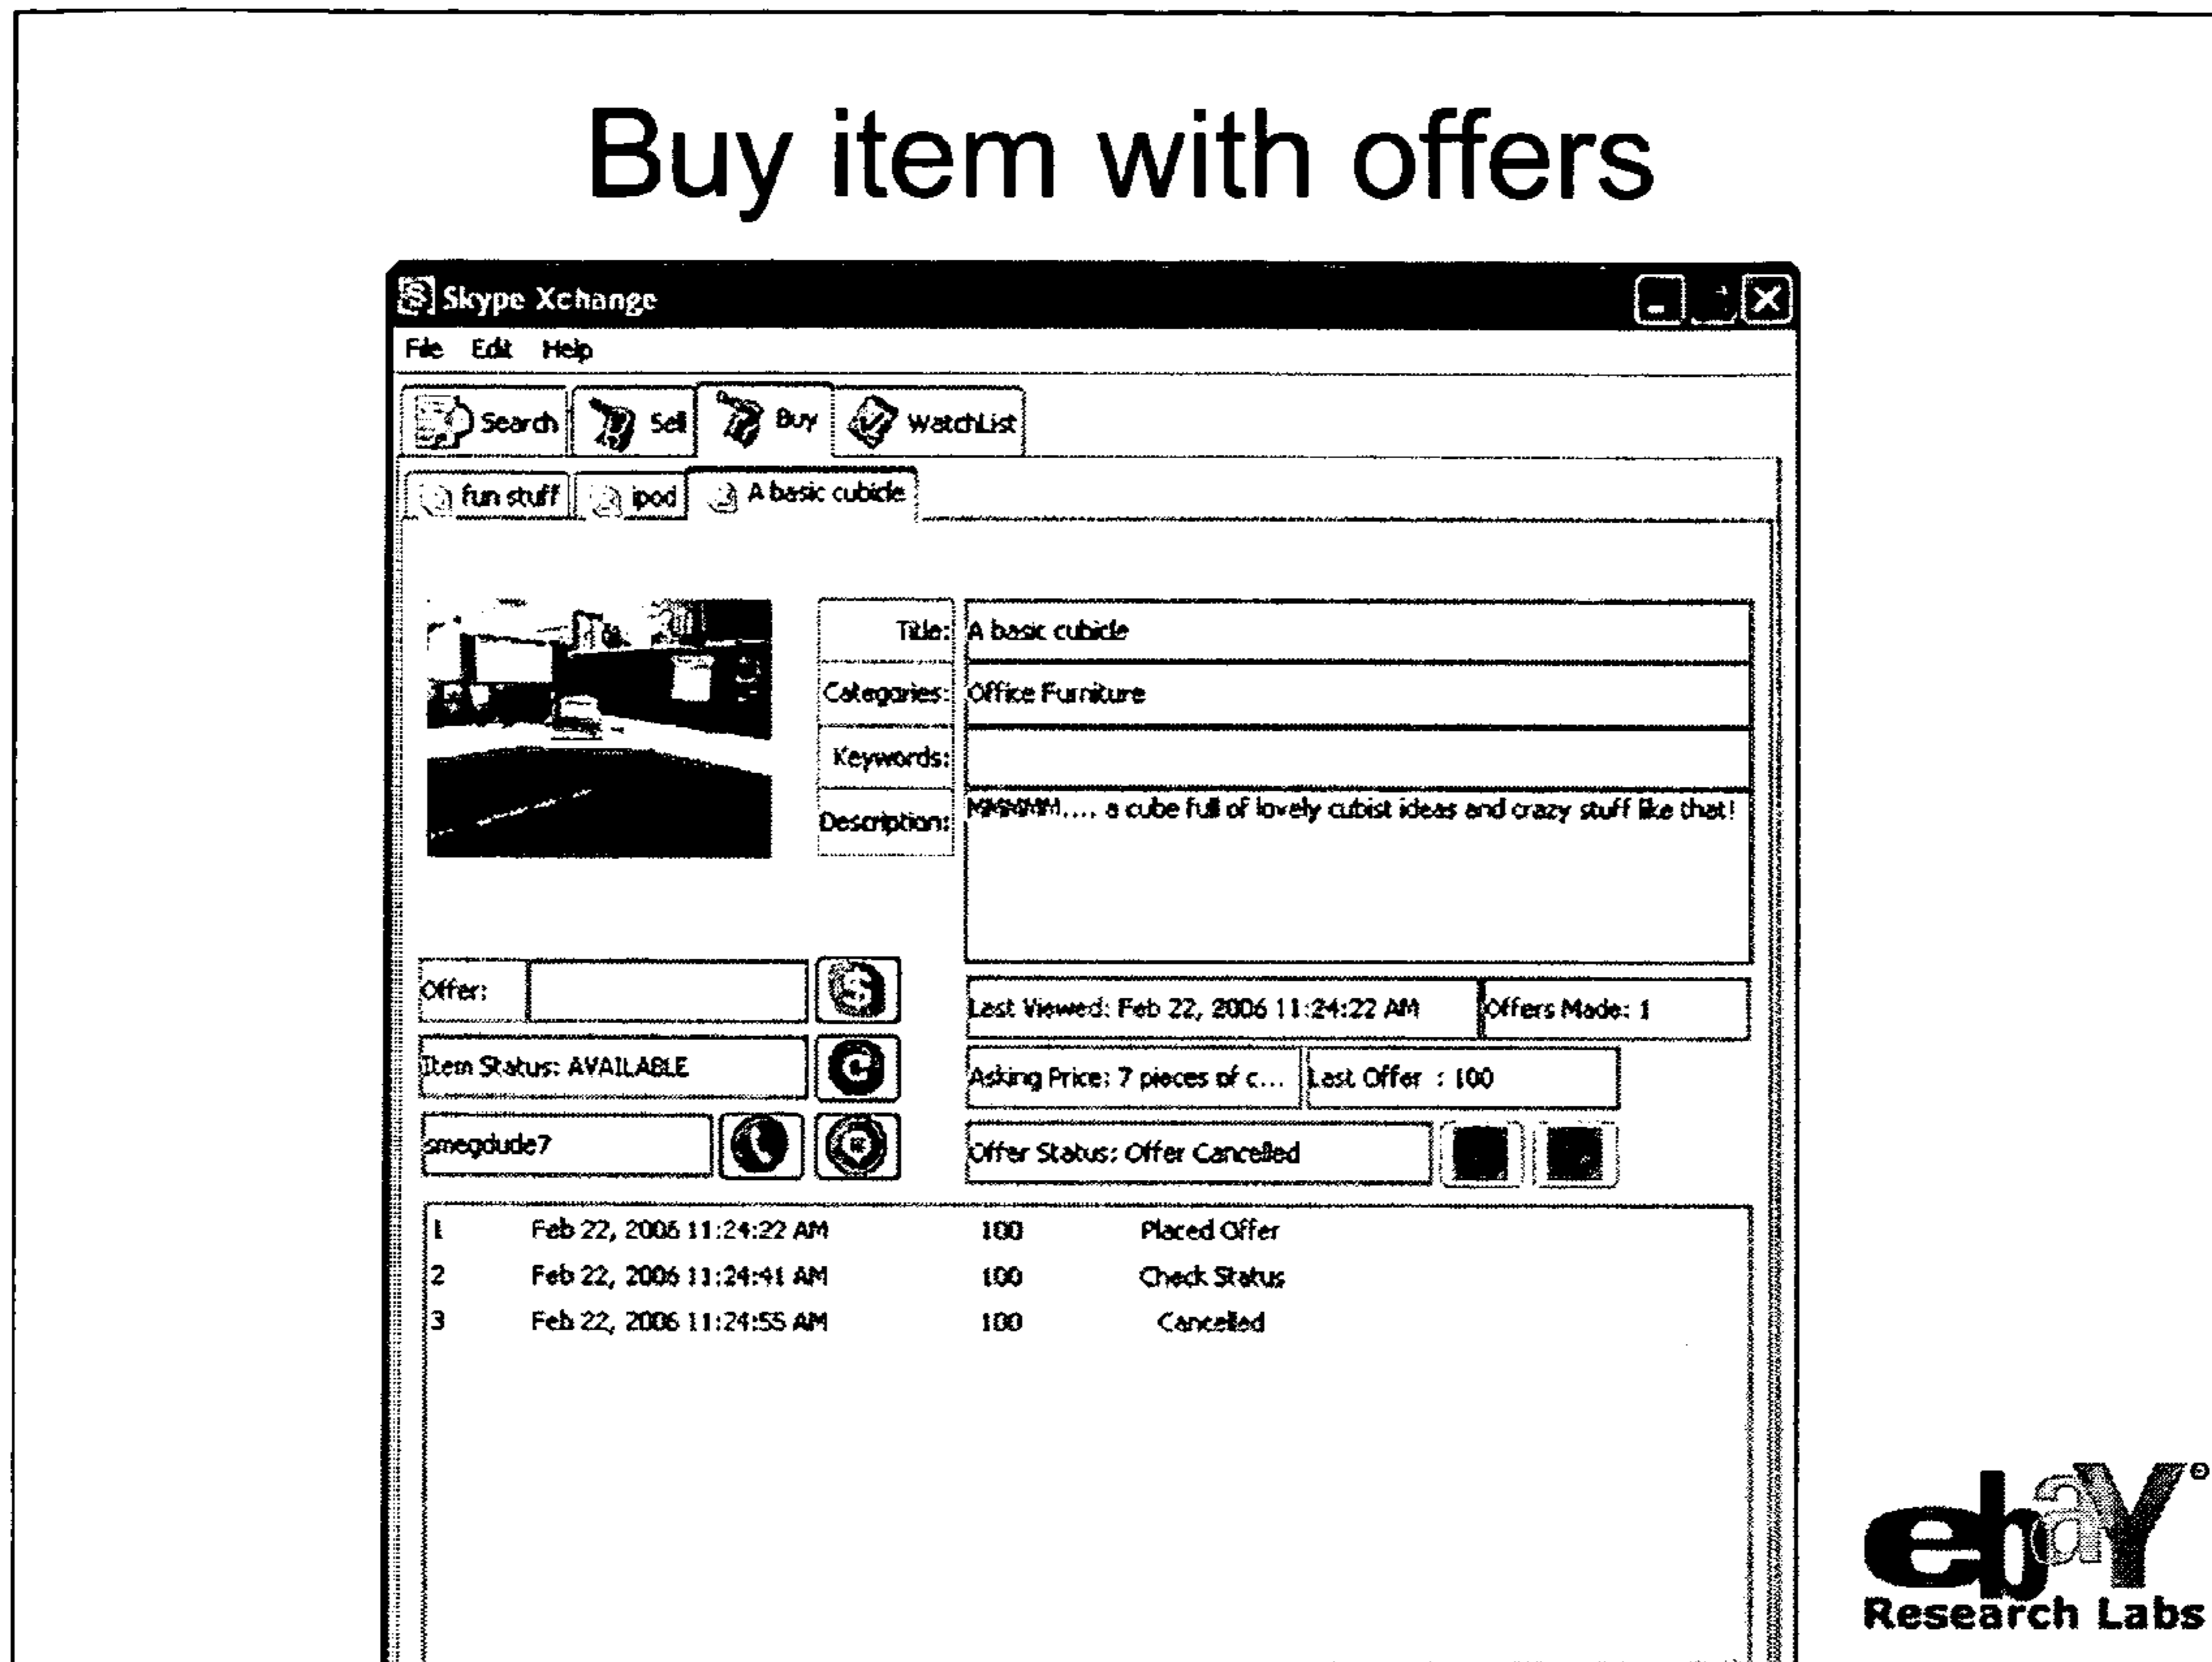 Buy item with offers
Skype Xchange
File Edit Help
Search Sell Buy WatchList
fun stuff ipod A basic cubicle
Title: A basic cubicle
Categories: Office Furniture
Keywords:
Description: .... a cube full of lovely cubist ideas and crazy stuff like that!
Offer: $
Last Viewed: Feb 22, 2006 11:24:22 AM Offers Made: 1
Item Status: AVAILABLE C
Asking Price: 7 pieces of c... Last Offer : 100
smegdude7
Offer Status: Offer Cancelled
1 Feb 22, 2006 11:24:22 AM 100 Placed Offer
2 Feb 22, 2006 11:24:41 AM 100 Check Status
3 Feb 22, 2006 11:24:55 AM 100 Cancelled
ebaY
Research Labs